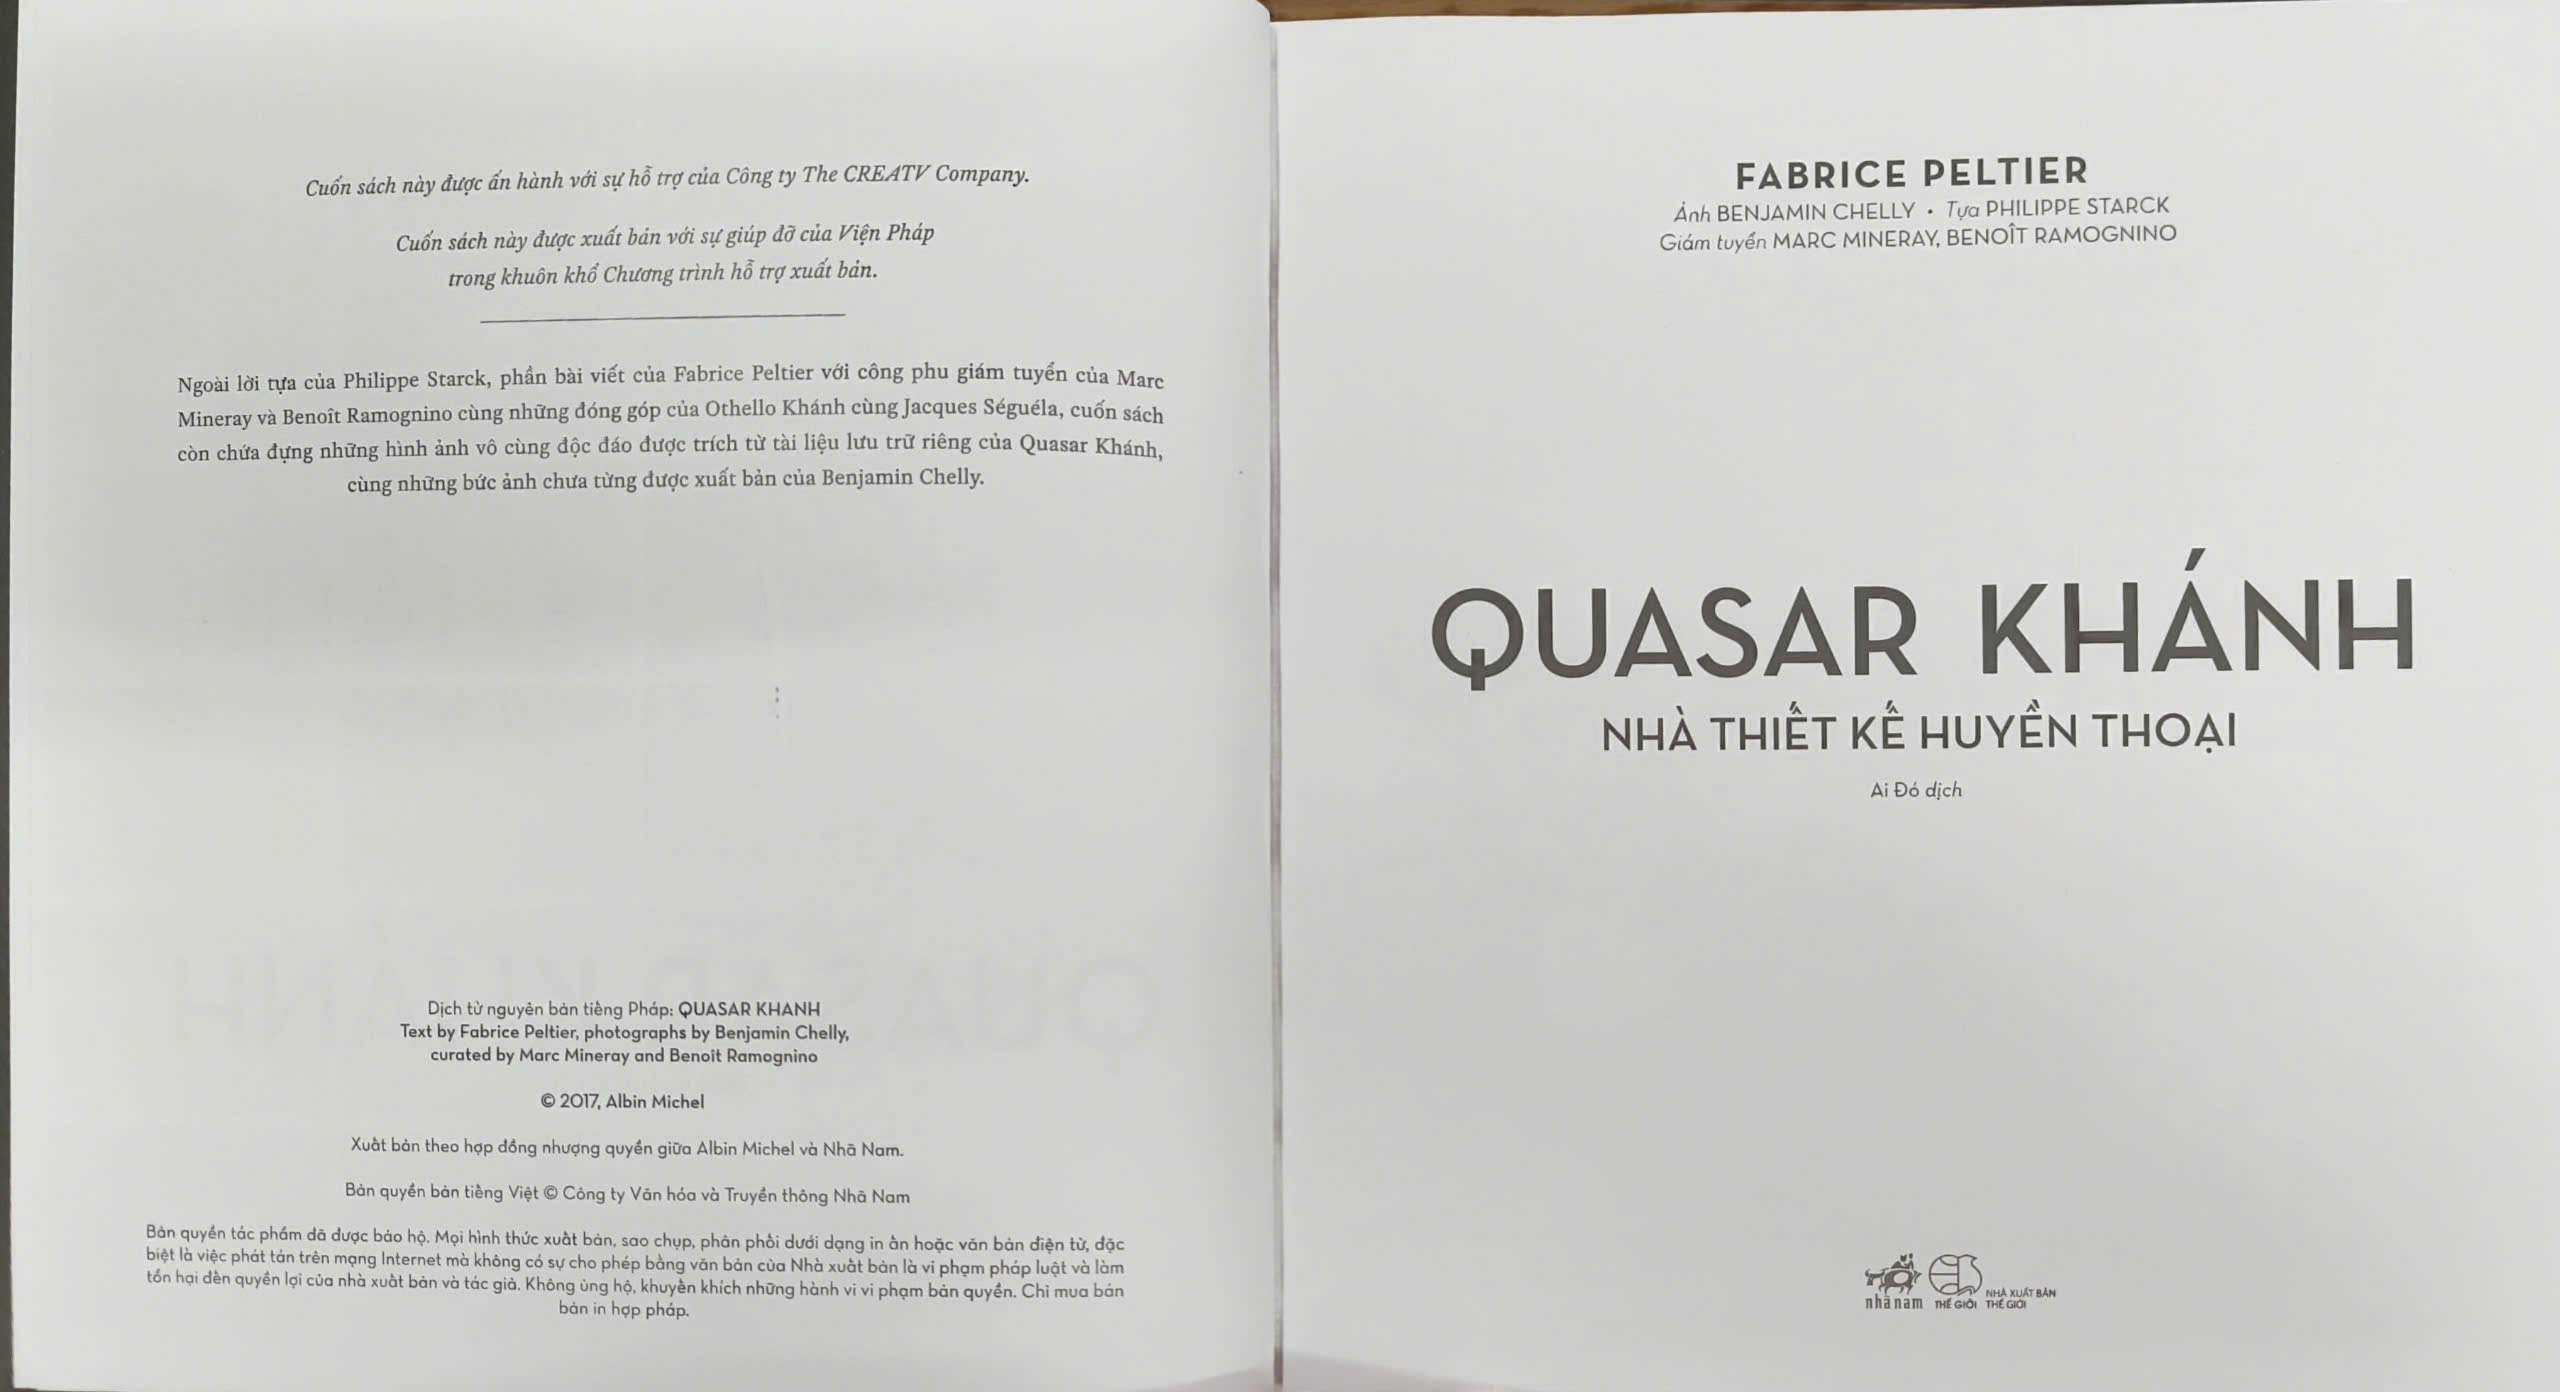 Cuốn sách này được ấn hành với sự hỗ trợ của Công ty The CREATV Company.
Cuốn sách này được xuất bản với sự giúp đỡ của Viện Pháp
trong khuôn khổ Chương trình hỗ trợ xuất bản.
Ngoài lời tựa của Philippe Starck, phần bài viết của Fabrice Peltier với công phu giám tuyển của Marc
Mineray và Benoît Ramognino cùng những đóng góp của Othello Khánh cùng Jacques Séguéla, cuốn sách
còn chứa đựng những hình ảnh vô cùng độc đáo được trích từ tài liệu lưu trữ riêng của Quasar Khánh,
cùng những bức ảnh chưa từng được xuất bản của Benjamin Chelly.
Dịch từ nguyên bản tiếng Pháp: QUASAR KHANH
Text by Fabrice Peltier, photographs by Benjamin Chelly,
curated by Marc Mineray and Benoît Ramognino
© 2017, Albin Michel
Xuất bản theo hợp đồng nhượng quyền giữa Albin Michel và Nhã Nam.
Bản quyền bản tiếng Việt © Công ty Văn hóa và Truyền thông Nhã Nam
Bản quyền tác phẩm đã được bảo hộ. Mọi hình thức xuất bản, sao chụp, phân phối dưới dạng in ấn hoặc văn bản điện tử, đặc
biệt là việc phát tán trên mạng Internet mà không có sự cho phép bằng văn bản của Nhà xuất bản là vi phạm pháp luật và làm
tổn hại đến quyền lợi của nhà xuất bản và tác giả. Không ủng hộ, khuyến khích những hành vi vi phạm bản quyền. Chỉ mua bán
bản in hợp pháp.
FABRICE PELTIER
Ảnh BENJAMIN CHELLY • Tựa PHILIPPE STARCK
Giám tuyển MARC MINERAY, BENOÎT RAMOGNINO
QUASAR KHÁNH
NHÀ THIẾT KẾ HUYỀN THOẠI
Ai Đó dịch
nhã nam
THẾ GIỚI
NHÀ XUẤT BẢN
THẾ GIỚI